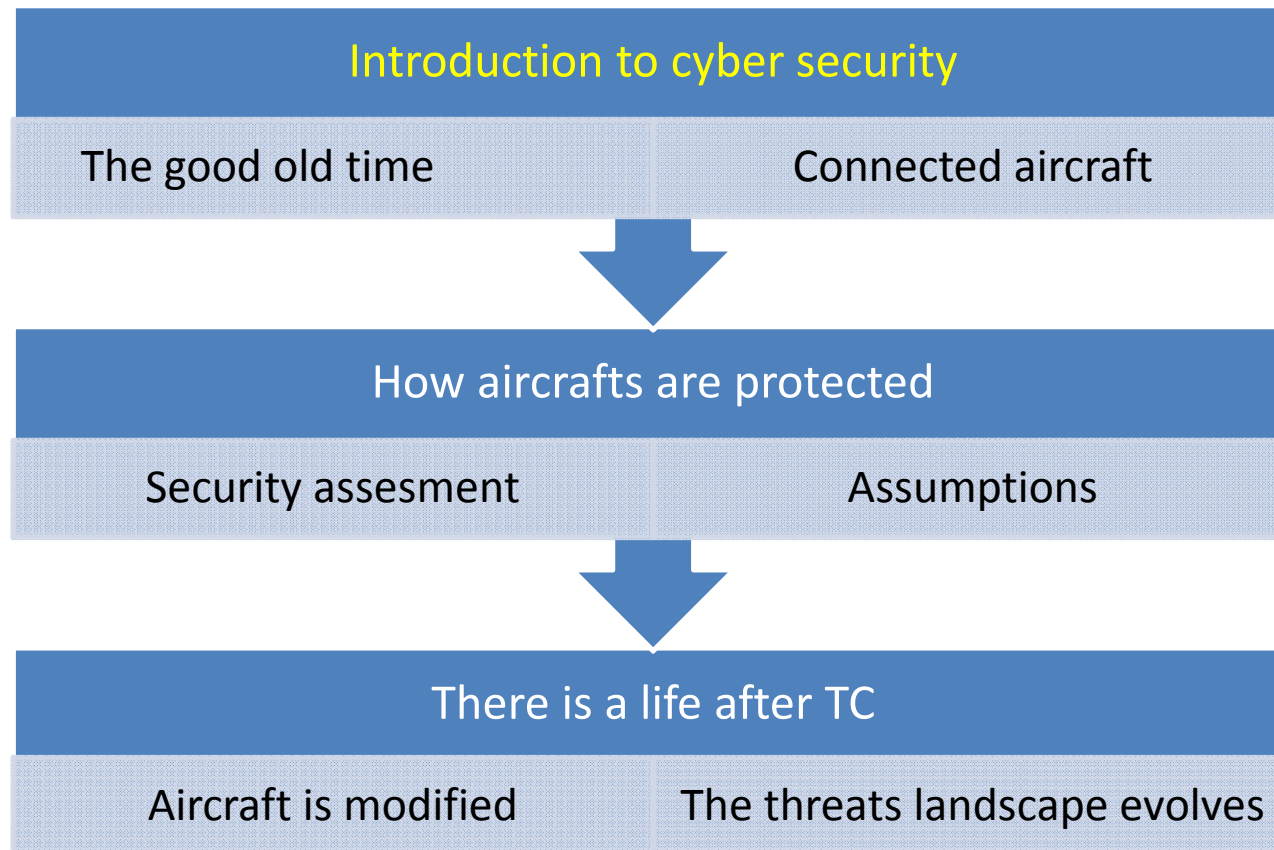 Introduction to cyber security
The good old time
Connected aircraft
How aircrafts are protected
Security assesment
Assumptions
There is a life after TC
Aircraft is modified
The threats landscape evolves